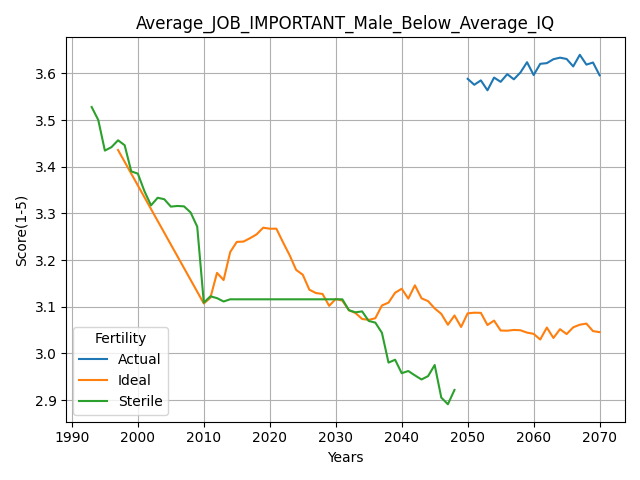 Average_JOB_IMPORTANT_Male_Below_Average_IQ
Score(1-5)
3.6
3.5
3.4
3.3
3.2
3.1
3.0
2.9
Fertility
Actual
Ideal
Sterile
1990 2000 2010 2020 2030 2040 2050 2060 2070
Years